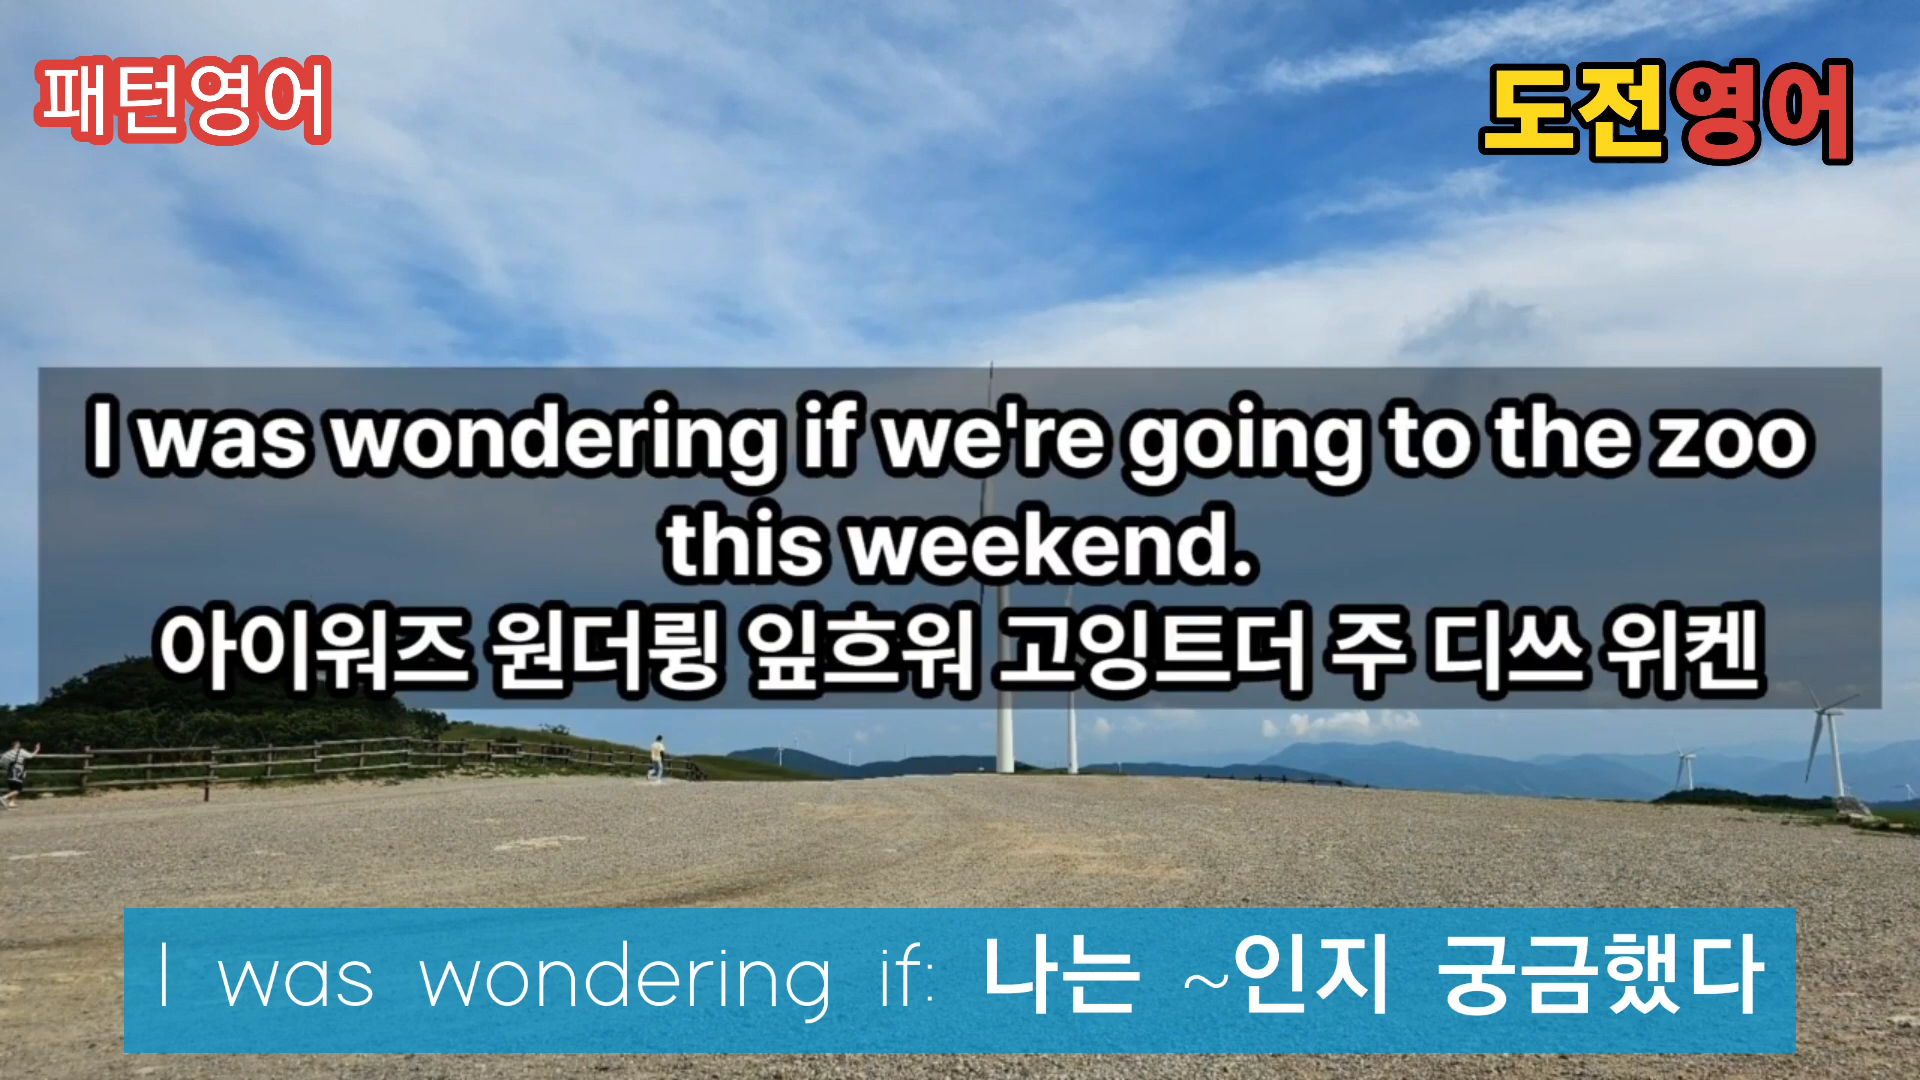 패턴영어
도전영어
I was wondering if we're going to the zoo
this weekend.
아이워즈 원더륑 잎흐워 고잉트더 주 디쓰 위켄
I was wondering if: 나는 ~인지 궁금했다